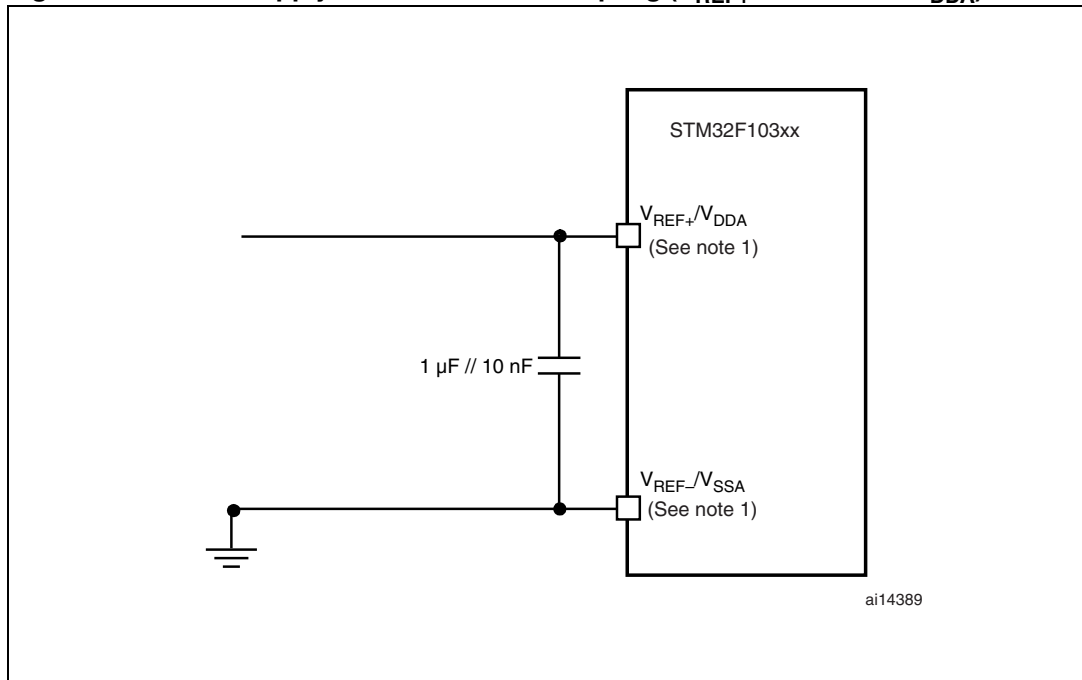 STM32F103xx
VREF+/VDDA
(See note 1)
1 µF // 10 nF
VREF–/VSSA
(See note 1)
ai14389